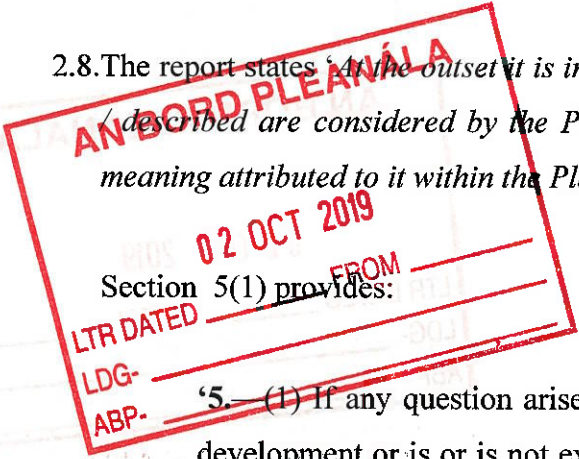 2.8.The report states ‘At the outset it is in
AN BORD PLEANÁLA
/ described are considered by the P
meaning attributed to it within the Pla
02 OCT 2019
Section 5(1) provides:
LTR DATED FROM
LDG-
ABP-
‘5.—(1) If any question arise
development or is or is not ex